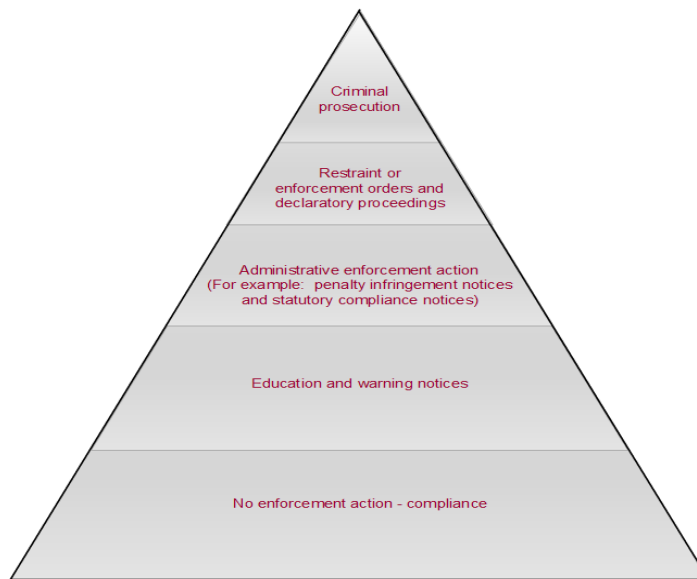 Criminal
prosecution
Restraint or
enforcement orders and
declaratory proceedings
Administrative enforcement action
(For example:  penalty infringement notices
and statutory compliance notices)
Education and warning notices
No enforcement action - compliance